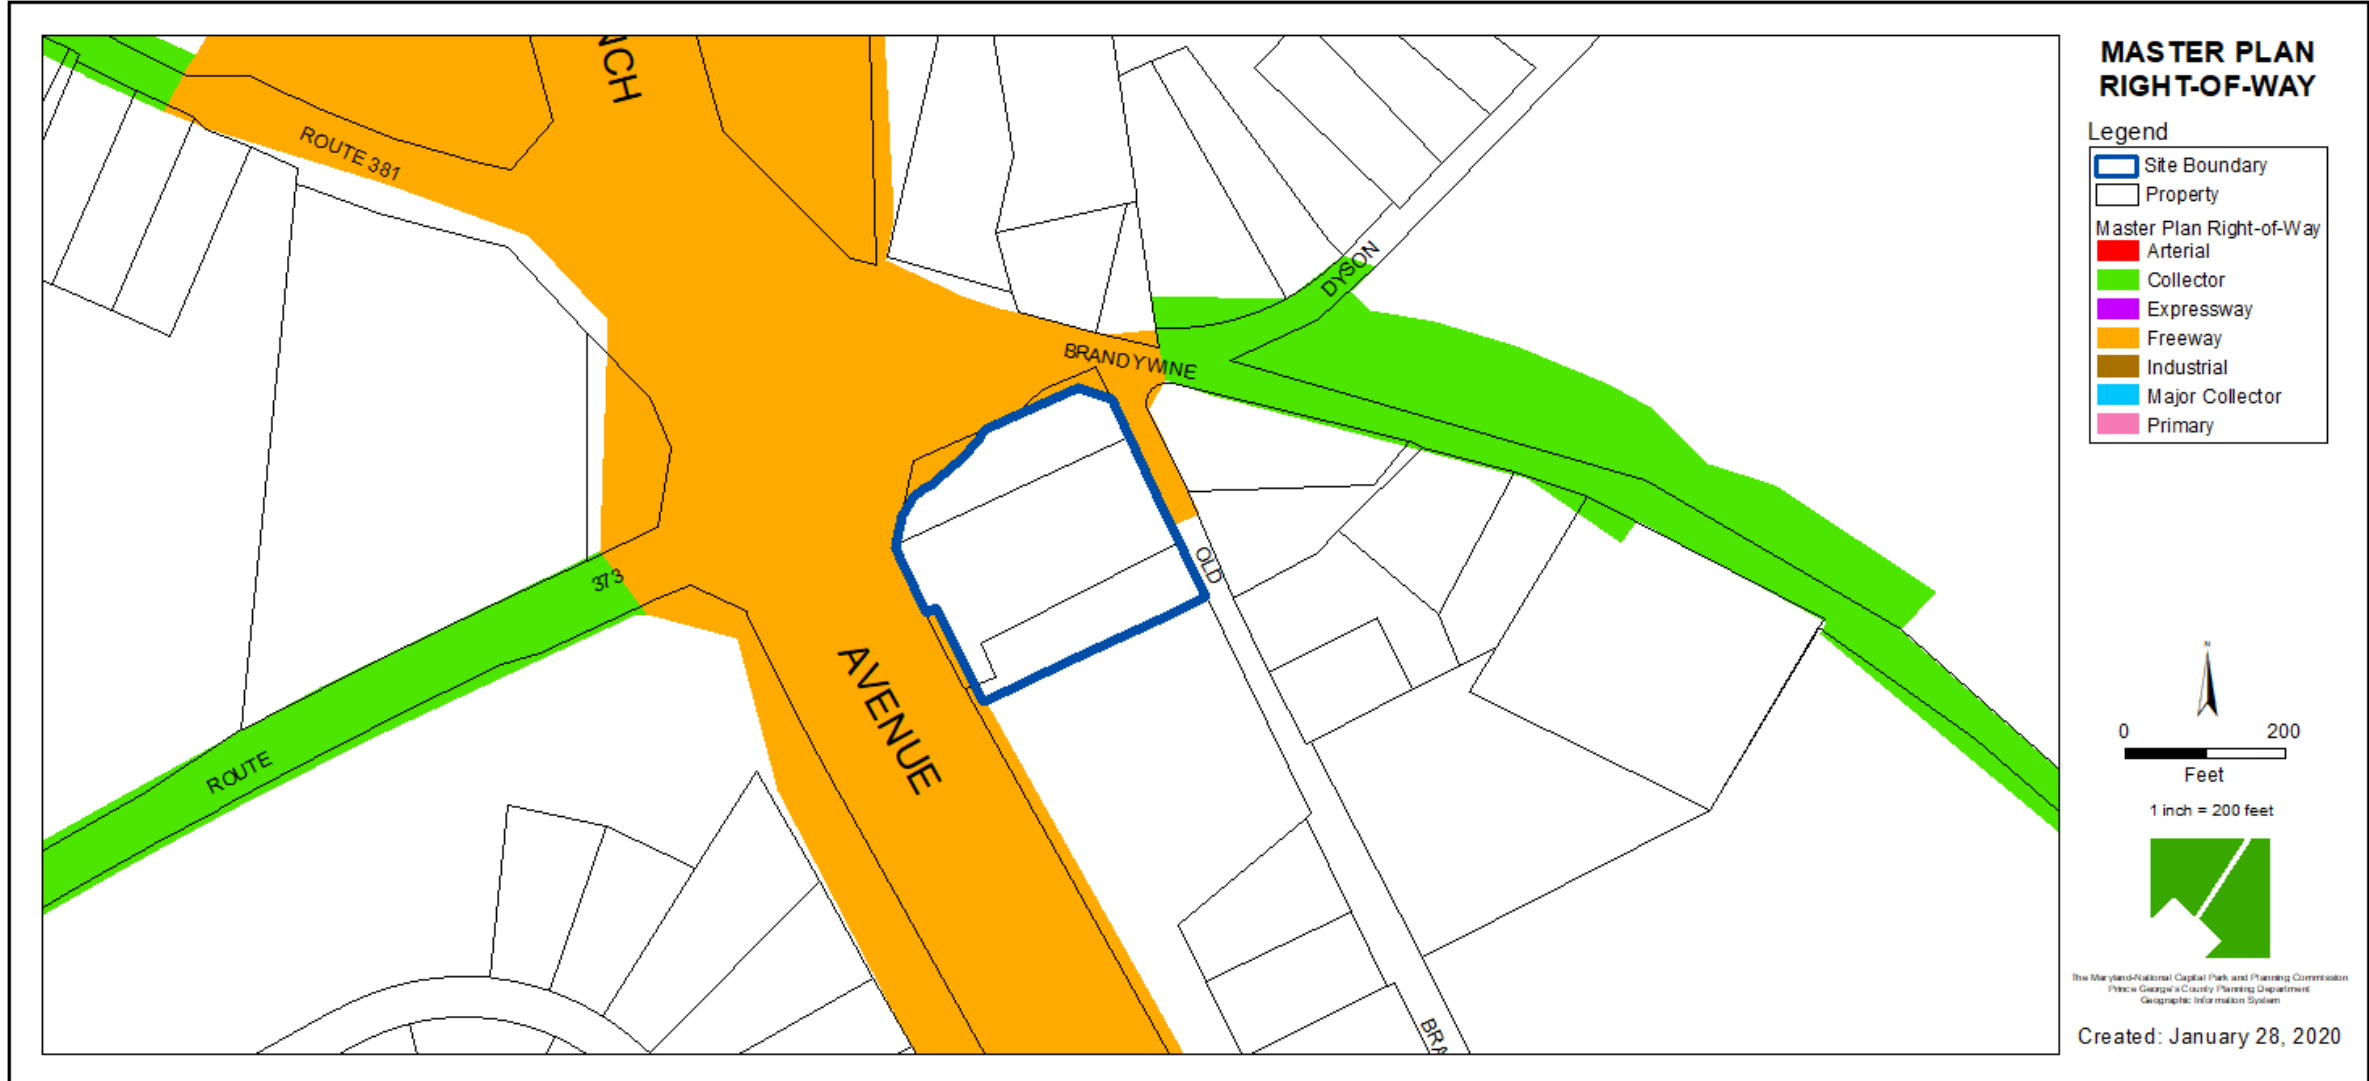 NCH
ROUTE 381
DYSON
BRANDYWINE
373
OLD
AVENUE
ROUTE
BRA
MASTER PLAN
RIGHT-OF-WAY
Legend
Site Boundary
Property
Master Plan Right-of-Way
Arterial
Collector
Expressway
Freeway
Industrial
Major Collector
Primary
N
0 200
Feet
1 inch = 200 feet
The Maryland-National Capital Park and Planning Commission
Prince George's County Planning Department
Geographic Information System
Created: January 28, 2020